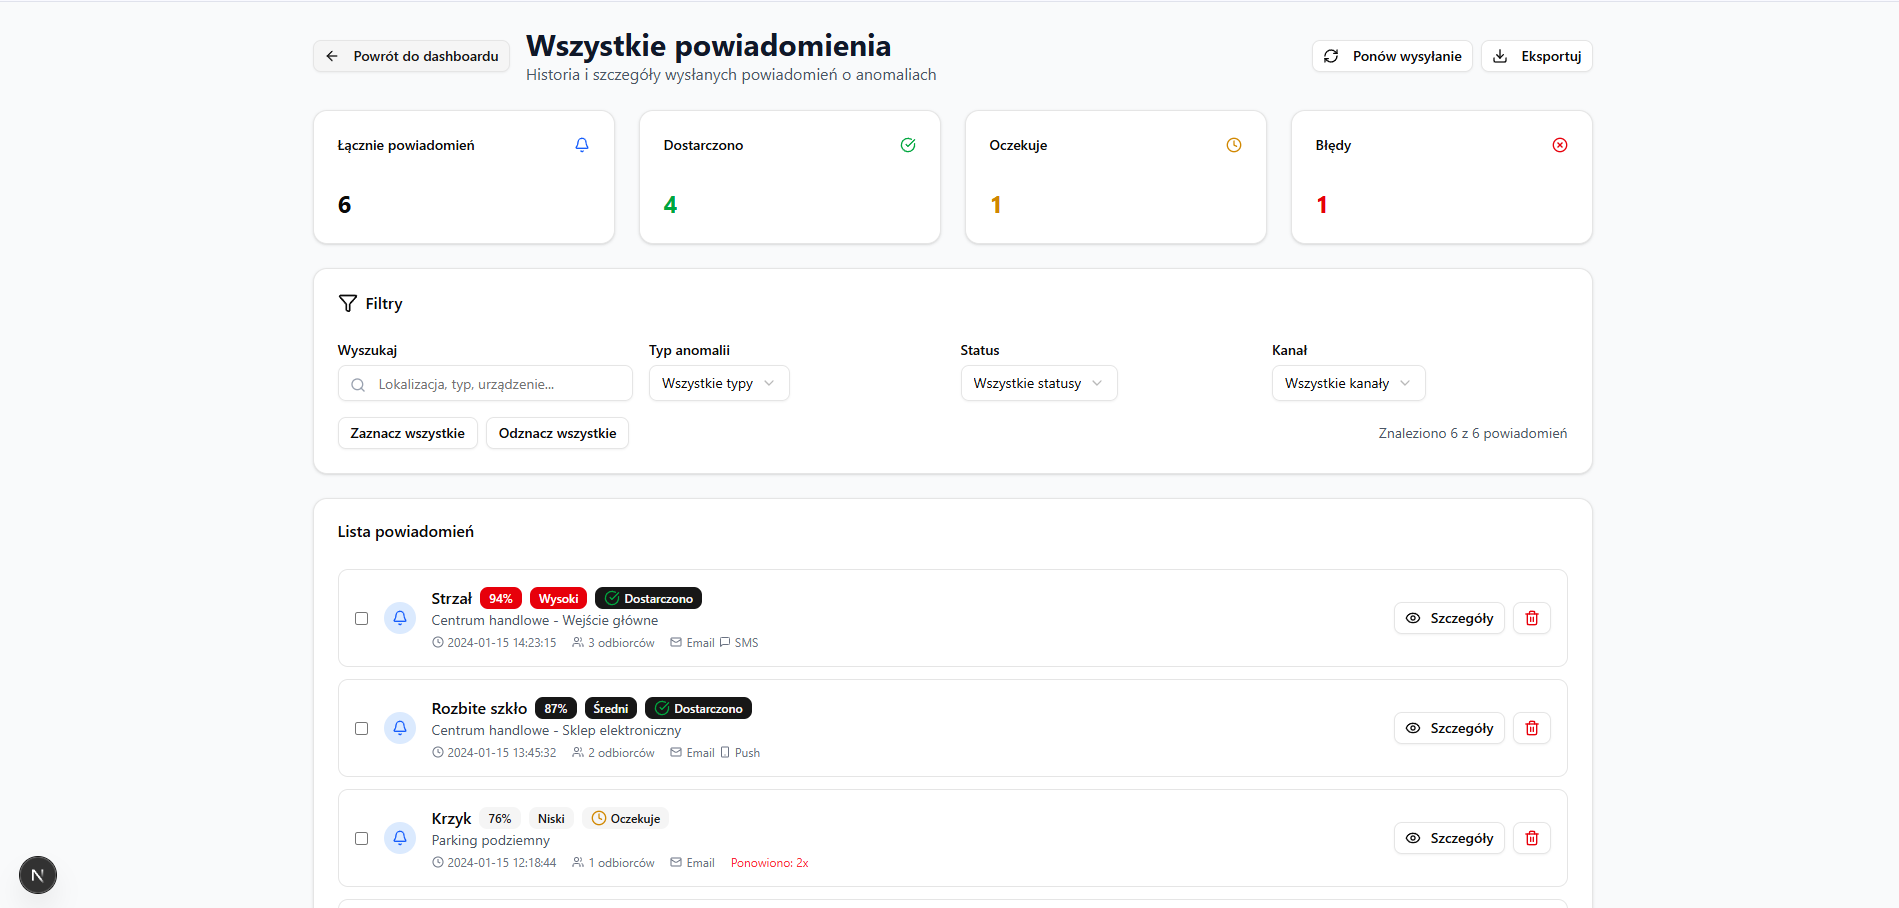 Powrót do dashboardu
Wszystkie powiadomienia
Historia i szczegóły wysłanych powiadomień o anomaliach
Ponów wysyłanie
Eksportuj
Łącznie powiadomień
6
Dostarczono
4
Oczekuje
1
Błędy
1
Filtry
Wyszukaj
Lokalizacja, typ, urządzenie...
Typ anomalii
Wszystkie typy
Status
Wszystkie statusy
Kanał
Wszystkie kanały
Zaznacz wszystkie
Odznacz wszystkie
Znaleziono 6 z 6 powiadomień
Lista powiadomień
Strzał 94% Wysoki Dostarczono
Centrum handlowe - Wejście główne
2024-01-15 14:23:15 3 odbiorców Email SMS
Szczegóły
Rozbite szkło 87% Średni Dostarczono
Centrum handlowe - Sklep elektroniczny
2024-01-15 13:45:32 2 odbiorców Email Push
Szczegóły
Krzyk 76% Niski Oczekuje
Parking podziemny
2024-01-15 12:18:44 1 odbiorców Email Ponowiono: 2x
Szczegóły
N